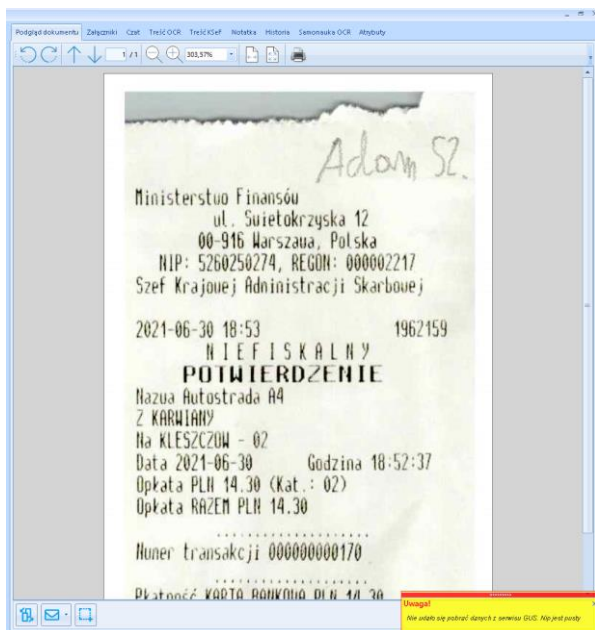 Podgląd dokumentu Załączniki Czat Treść OCR Treść KSeF Notatka Historia Samonauka OCR Atrybuty
1 / 1 303,57%
Adam SZ.
Ministerstwo Finansów
ul. Swietokrzyska 12
00-916 Warszawa, Polska
NIP: 5260250274, REGON: 000002217
Szef Krajowej Administracji Skarbowej
2021-06-30 18:53 1962159
N I E F I S K A L N Y
POTWIERDZENIE
Nazwa Autostrada A4
Z KARWIANY
Na KLESZCZOW - 02
Data 2021-06-30 Godzina 18:52:37
Opłata PLN 14.30 (Kat.: 02)
Opłata RAZEM PLN 14.30
Numer transakcji 000000000170
Płatność KARTA BANKOWA PLN 14.30
Uwaga!
Nie udało się pobrać danych z serwisu GUS. Nip jest pusty